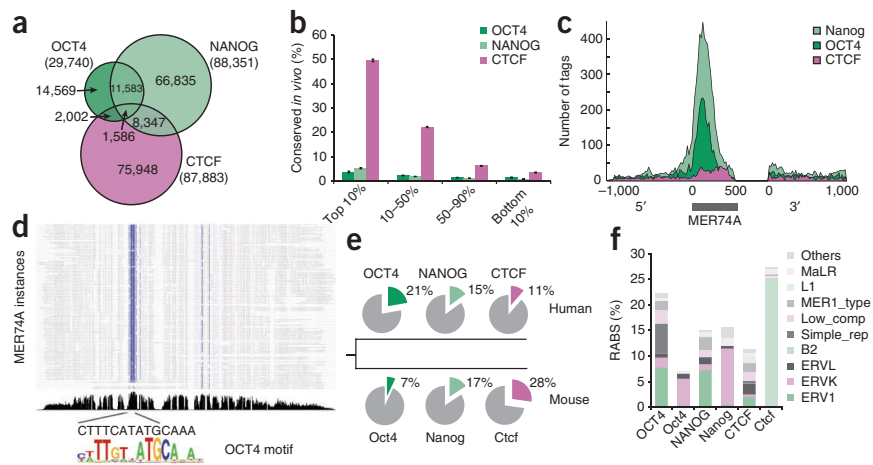 a
OCT4
(29,740)
NANOG
(88,351)
14,569
11,583
66,835
2,002
8,347
1,586
75,948
CTCF
(87,883)
b
Conserved in vivo (%)
60
50
40
30
20
10
0
OCT4
NANOG
CTCF
Top 10%
10–50%
50–90%
Bottom
10%
c
Number of tags
400
300
200
100
0
Nanog
OCT4
CTCF
−1,000
0
500
0
1,000
5′
MER74A
3′
d
MER74A instances
CTTTCATATGCAAA
OCT4 motif
e
OCT4
NANOG
CTCF
21%
15%
11%
Human
7%
17%
28%
Mouse
Oct4
Nanog
Ctcf
f
RABS (%)
30
25
20
15
10
5
0
OCT4
Oct4
NANOG
Nanog
CTCF
Ctcf
Others
MaLR
L1
MER1_type
Low_comp
Simple_rep
B2
ERVL
ERVK
ERV1